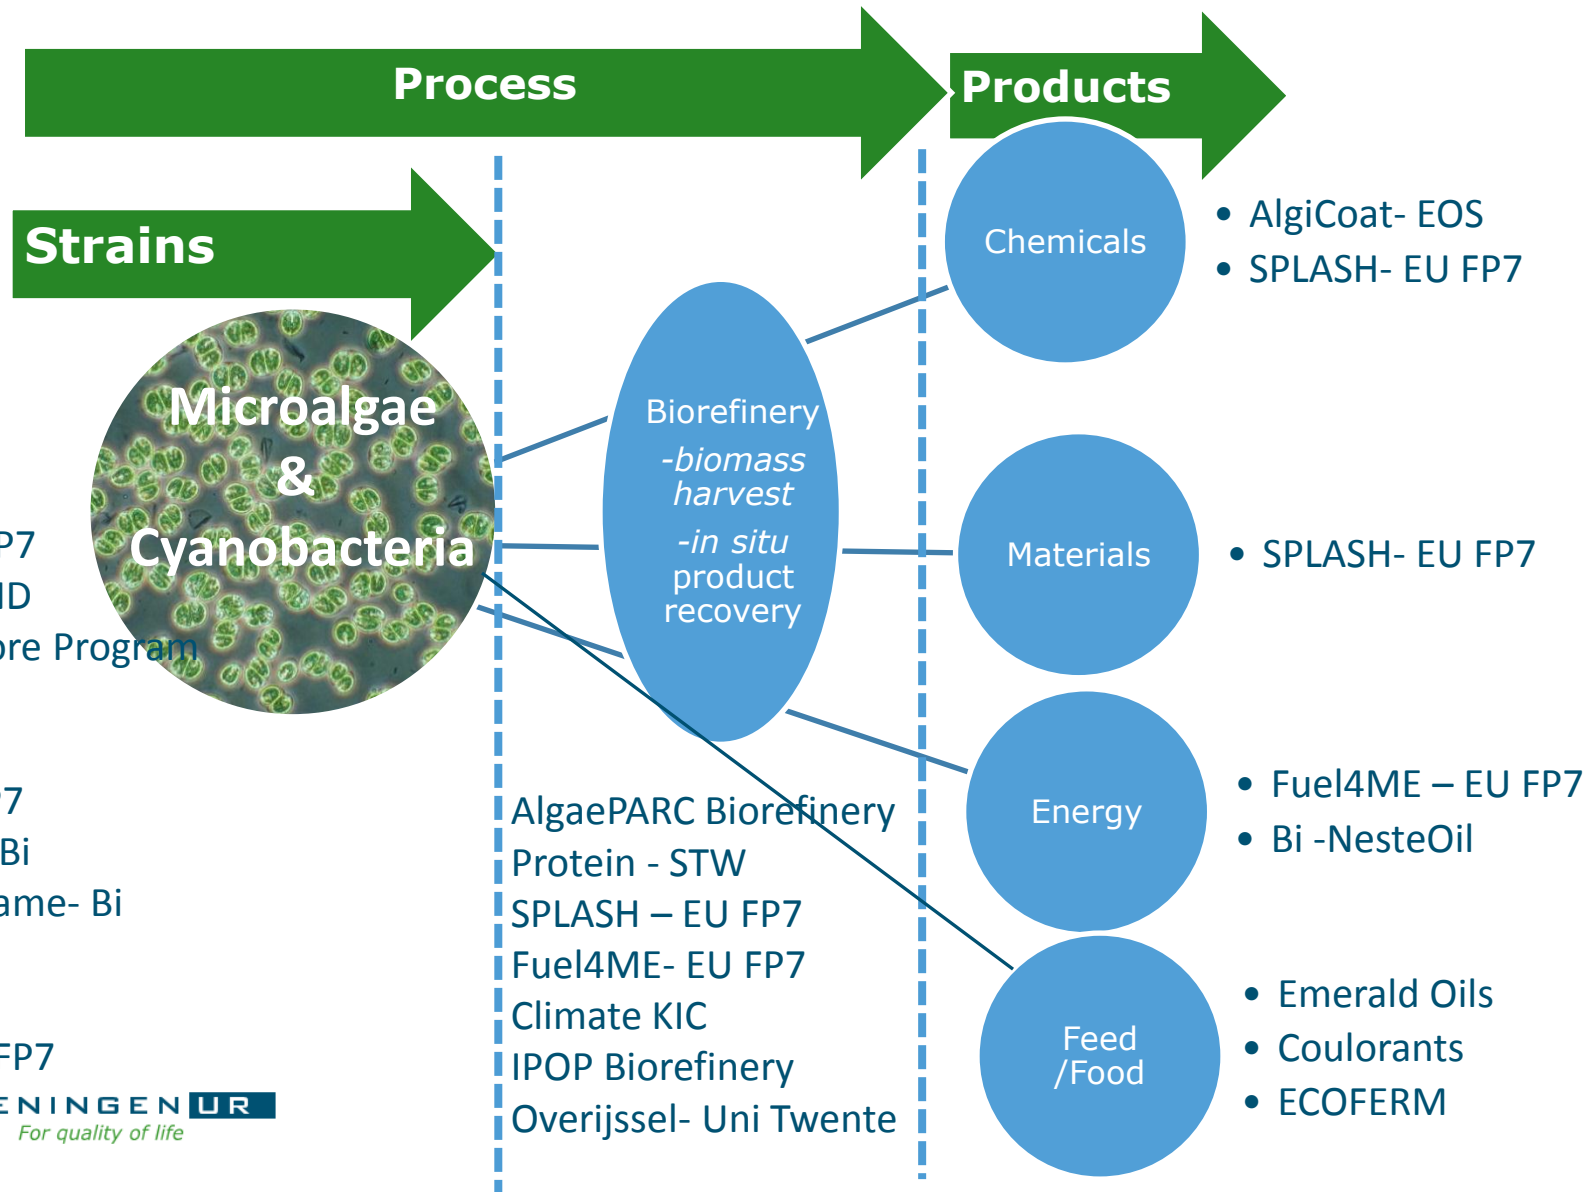 Process
Products
Strains
Microalgae
&
Cyanobacteria
P7
ID
ore Program
P7
Bi
ame- Bi
FP7
ENINGEN UR
For quality of life
Biorefinery
-biomass
harvest
-in situ
product
recovery
AlgaePARC Biorefinery
Protein - STW
SPLASH – EU FP7
Fuel4ME- EU FP7
Climate KIC
IPOP Biorefinery
Overijssel- Uni Twente
Chemicals
• AlgiCoat- EOS
• SPLASH- EU FP7
Materials
• SPLASH- EU FP7
Energy
• Fuel4ME – EU FP7
• Bi -NesteOil
Feed
/Food
• Emerald Oils
• Coulorants
• ECOFERM